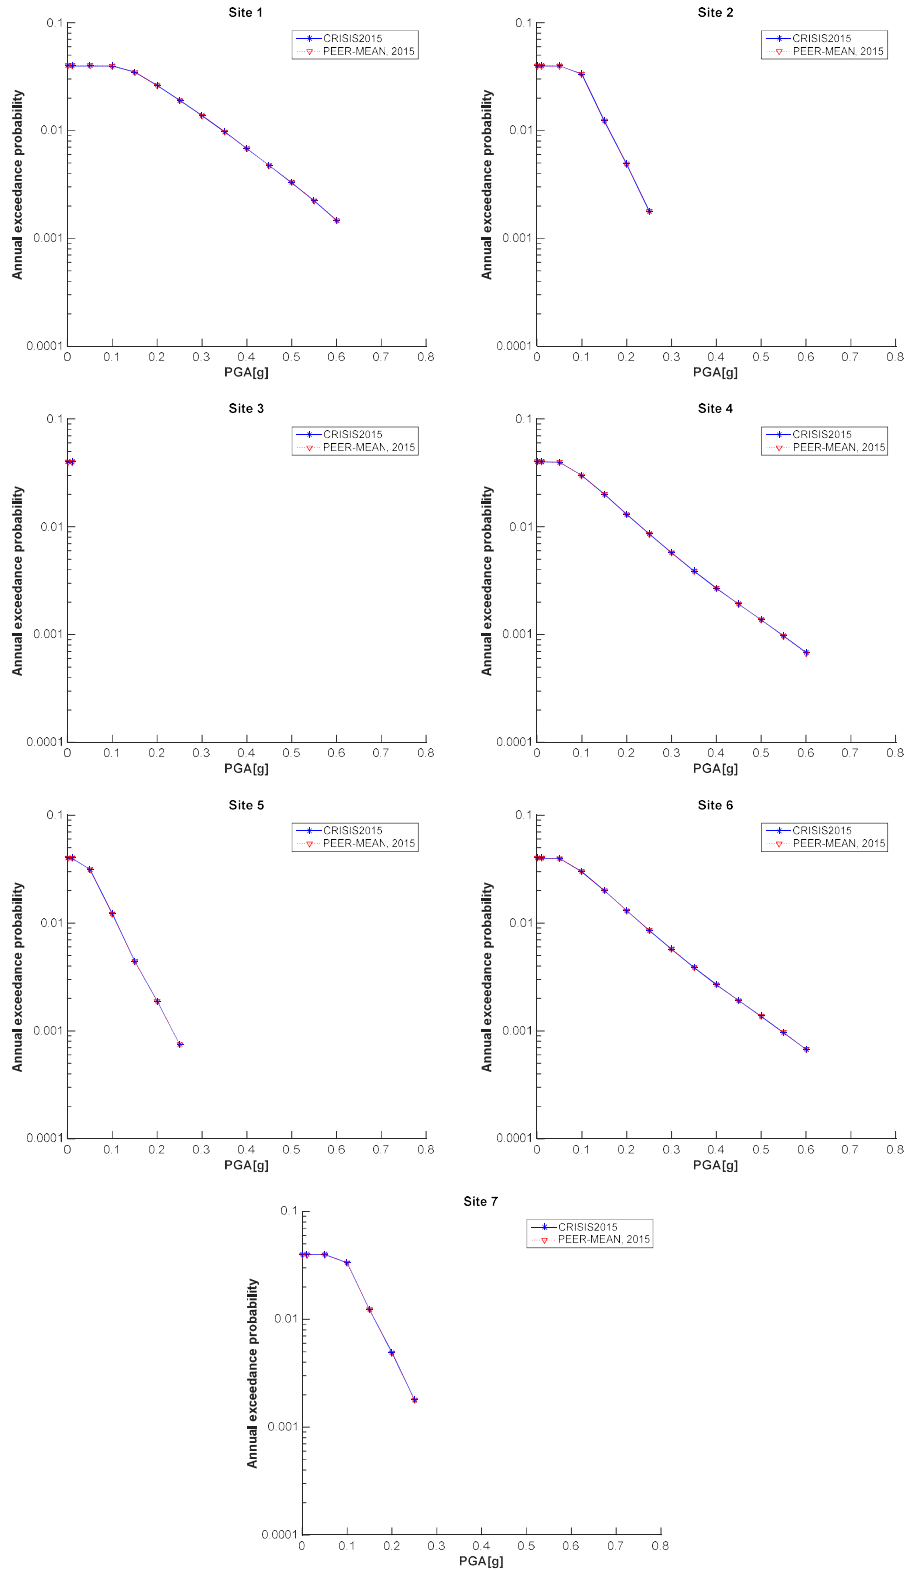 Site 1
0.1
0.01
0.001
0.0001
Annual exceedance probability
CRISIS2015
PEER-MEAN, 2015
0 0.1 0.2 0.3 0.4 0.5 0.6 0.7 0.8
PGA[g]
Site 2
0.1
0.01
0.001
0.0001
Annual exceedance probability
CRISIS2015
PEER-MEAN, 2015
0 0.1 0.2 0.3 0.4 0.5 0.6 0.7 0.8
PGA[g]
Site 3
0.1
0.01
0.001
0.0001
Annual exceedance probability
CRISIS2015
PEER-MEAN, 2015
0 0.1 0.2 0.3 0.4 0.5 0.6 0.7 0.8
PGA[g]
Site 4
0.1
0.01
0.001
0.0001
Annual exceedance probability
CRISIS2015
PEER-MEAN, 2015
0 0.1 0.2 0.3 0.4 0.5 0.6 0.7 0.8
PGA[g]
Site 5
0.1
0.01
0.001
0.0001
Annual exceedance probability
CRISIS2015
PEER-MEAN, 2015
0 0.1 0.2 0.3 0.4 0.5 0.6 0.7 0.8
PGA[g]
Site 6
0.1
0.01
0.001
0.0001
Annual exceedance probability
CRISIS2015
PEER-MEAN, 2015
0 0.1 0.2 0.3 0.4 0.5 0.6 0.7 0.8
PGA[g]
Site 7
0.1
0.01
0.001
0.0001
Annual exceedance probability
CRISIS2015
PEER-MEAN, 2015
0 0.1 0.2 0.3 0.4 0.5 0.6 0.7 0.8
PGA[g]